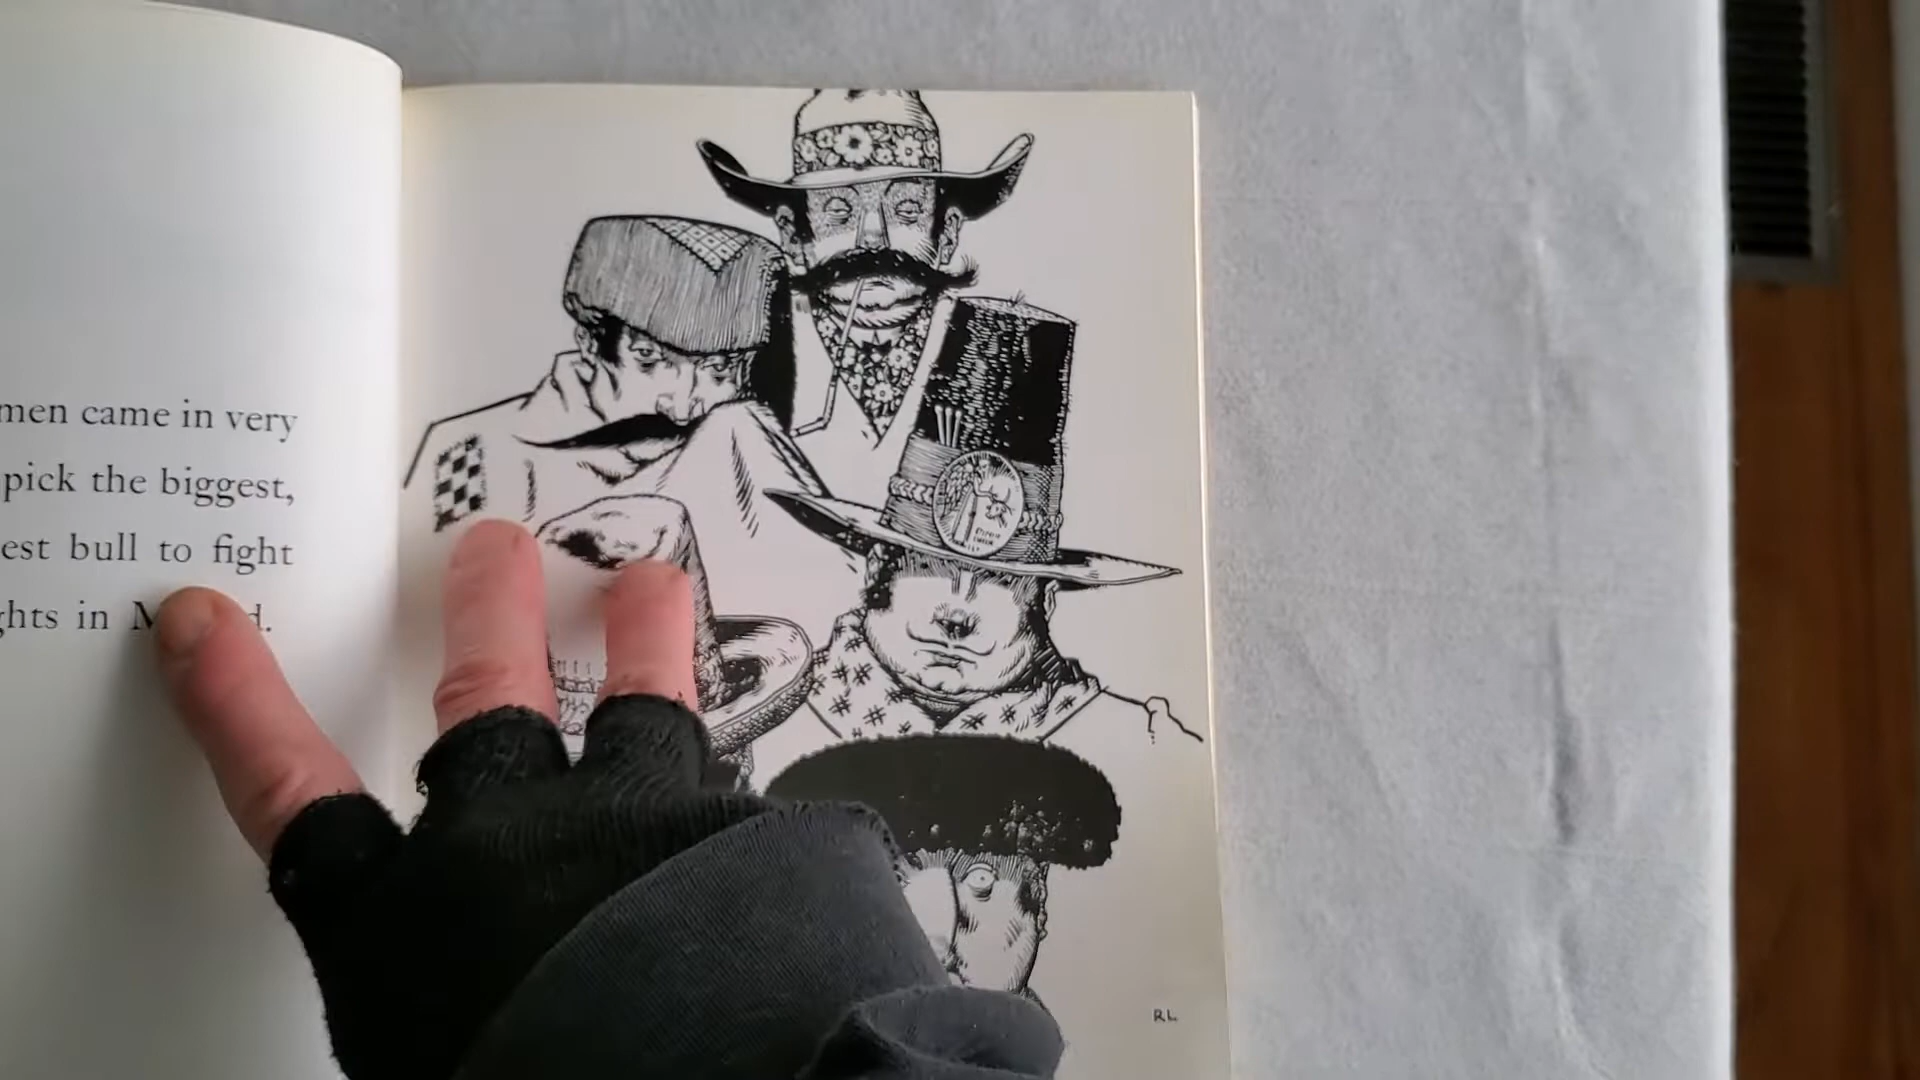 men came in very
pick the biggest,
est bull to fight
ghts in M d.
RL